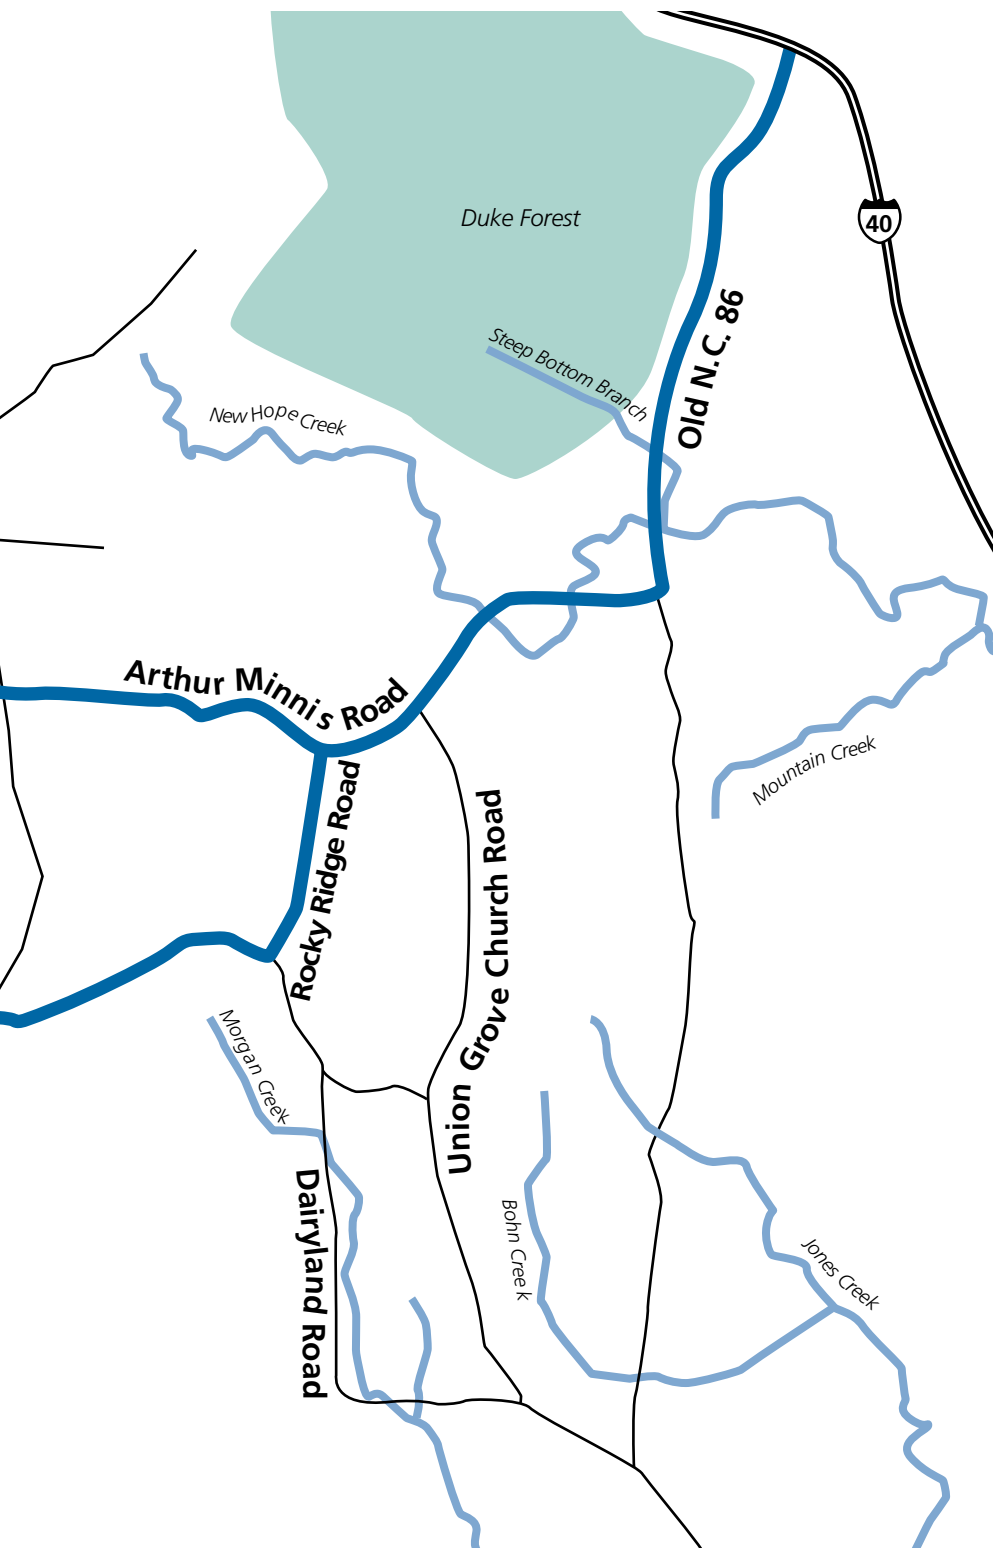 Duke Forest
40
Old N.C. 86
Steep Bottom Branch
New Hope Creek
Arthur Minnis Road
Mountain Creek
Rocky Ridge Road
Union Grove Church Road
Morgan Creek
Dairyland Road
Bohn Creek
Jones Creek